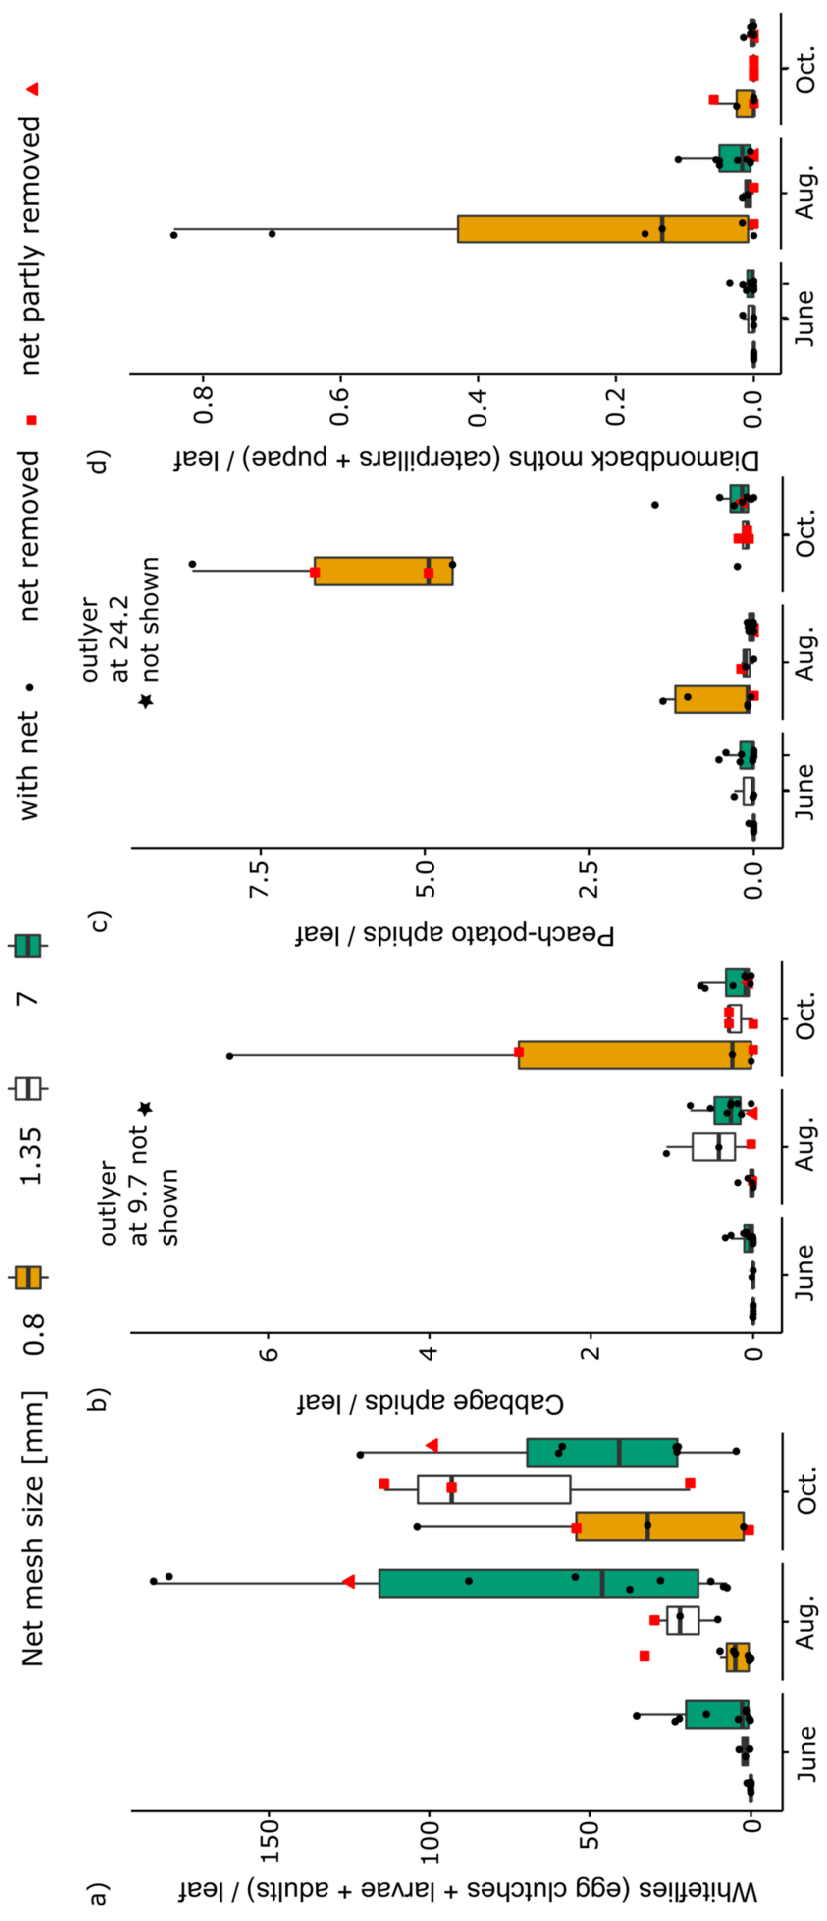 Net mesh size [mm] 0.8 1.35 7 with net net removed net partly removed
a)
Whiteflies (egg clutches + larvae + adults) / leaf
150
100
50
0
June Aug. Oct.
b)
Cabbage aphids / leaf
outlyer
at 9.7 not
shown
6
4
2
0
June Aug. Oct.
c)
Peach-potato aphids / leaf
outlyer
at 24.2
not shown
7.5
5.0
2.5
0.0
June Aug. Oct.
d)
Diamondback moths (caterpillars + pupae) / leaf
0.8
0.6
0.4
0.2
0.0
June Aug. Oct.